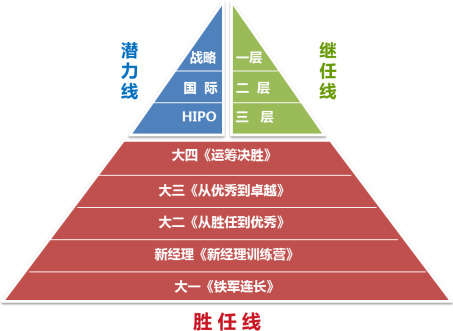 潜力线
战略
国 际
HIPO
一层
二 层
三 层
继任线
大四《运筹决胜》
大三《从优秀到卓越》
大二《从胜任到优秀》
新经理《新经理训练营》
大一《铁军连长》
胜任线